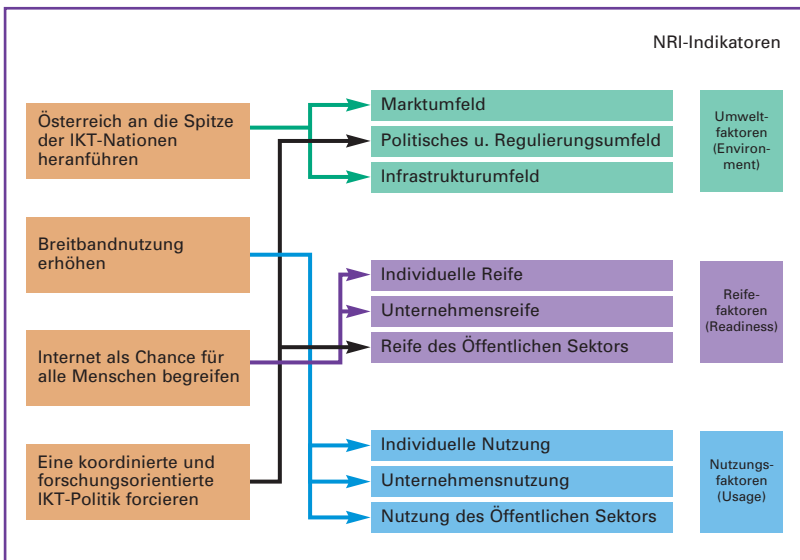 NRI-Indikatoren
Österreich an die Spitze
der IKT-Nationen
heranführen
Breitbandnutzung
erhöhen
Internet als Chance für
alle Menschen begreifen
Eine koordinierte und
forschungsorientierte
IKT-Politik forcieren
Marktumfeld
Politisches u. Regulierungsumfeld
Infrastrukturumfeld
Umwelt-
faktoren
(Environ-
ment)
Individuelle Reife
Unternehmensreife
Reife des Öffentlichen Sektors
Reife-
faktoren
(Readiness)
Individuelle Nutzung
Unternehmensnutzung
Nutzung des Öffentlichen Sektors
Nutzungs-
faktoren
(Usage)